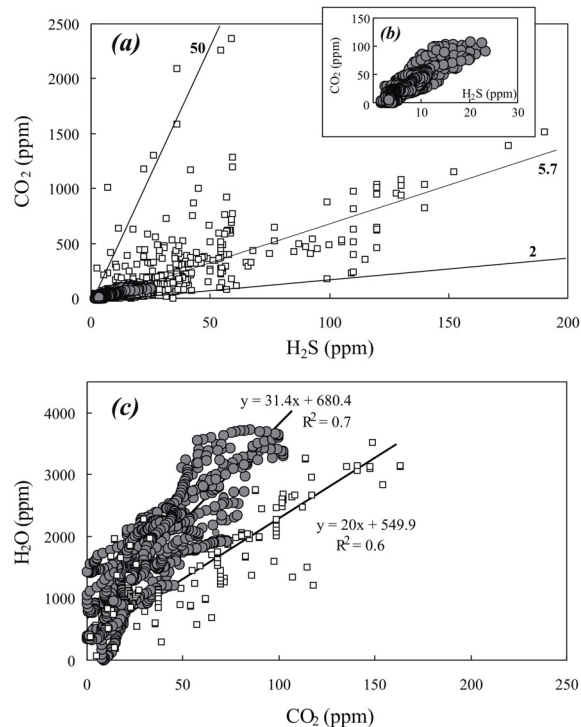 (a)
50
2500
2000
1500
1000
500
0
CO₂ (ppm)
0
50
100
150
200
H₂S (ppm)
5.7
2
(b)
150
100
50
0
CO₂ (ppm)
H₂S (ppm)
10
20
30
(c)
y = 31.4x + 680.4
R² = 0.7
y = 20x + 549.9
R² = 0.6
4000
3000
2000
1000
0
H₂O (ppm)
0
50
100
150
200
250
CO₂ (ppm)